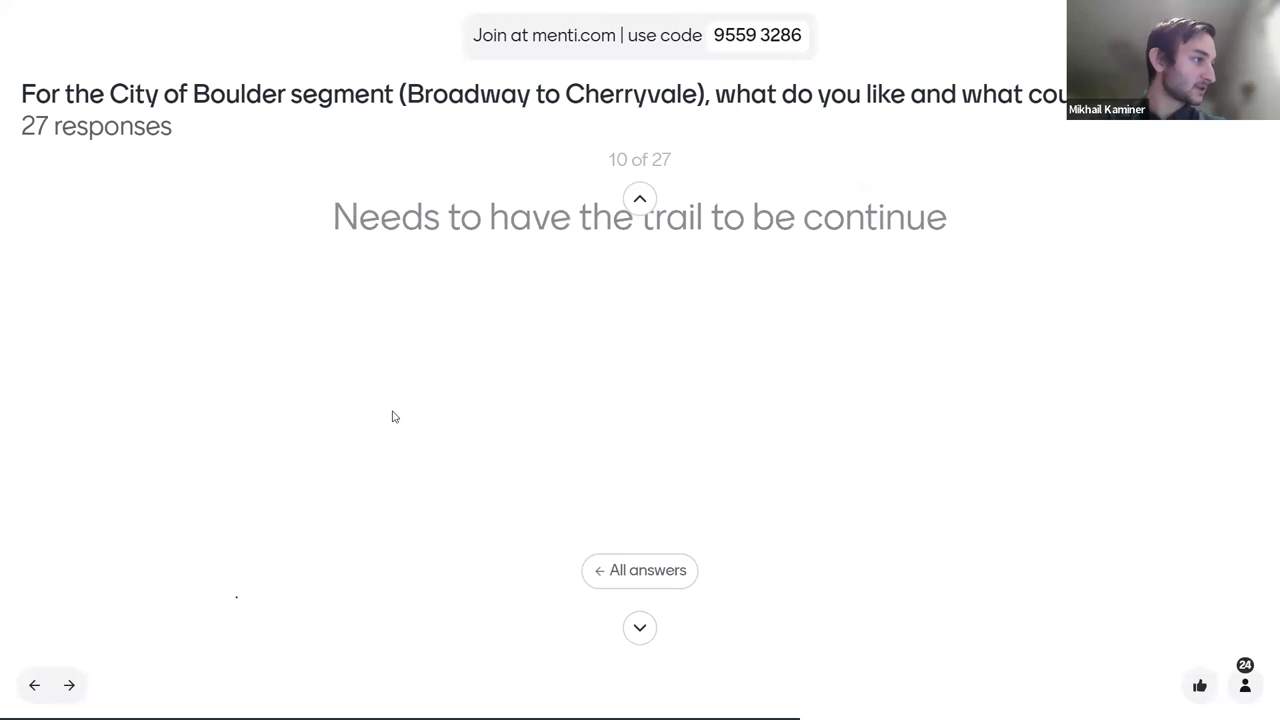 Join at menti.com | use code 9559 3286
For the City of Boulder segment (Broadway to Cherryvale), what do you like and what cou
27 responses
Mikhail Kaminer
10 of 27
Needs to have the trail to be continue
← All answers
24